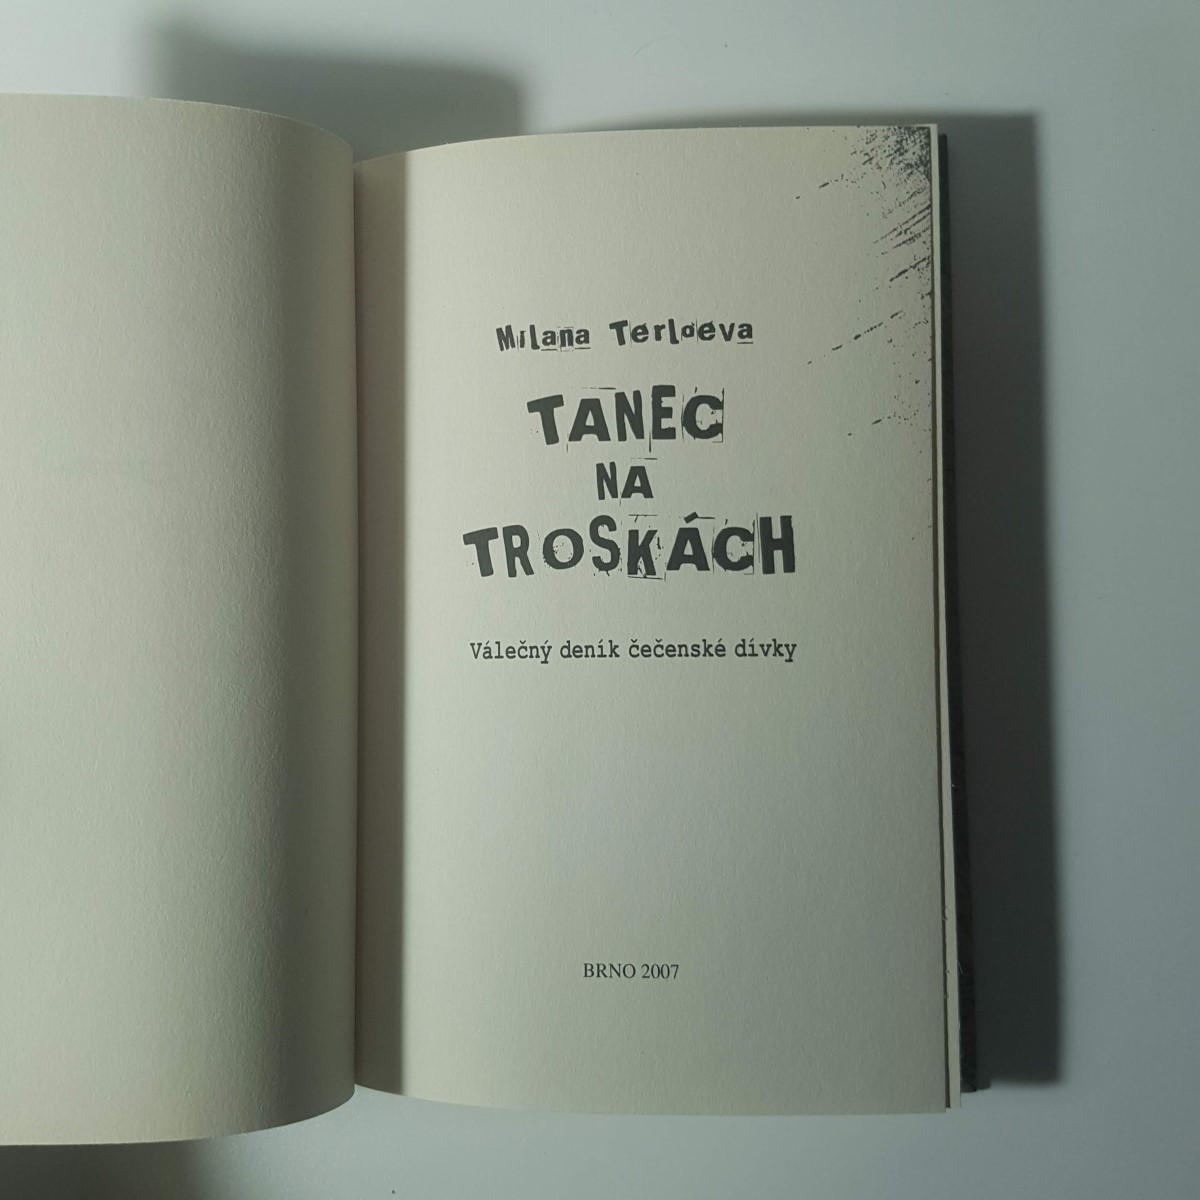 Milana Terloeva
TANEC
NA
TROSKÁCH
Válečný deník čečenské dívky
BRNO 2007